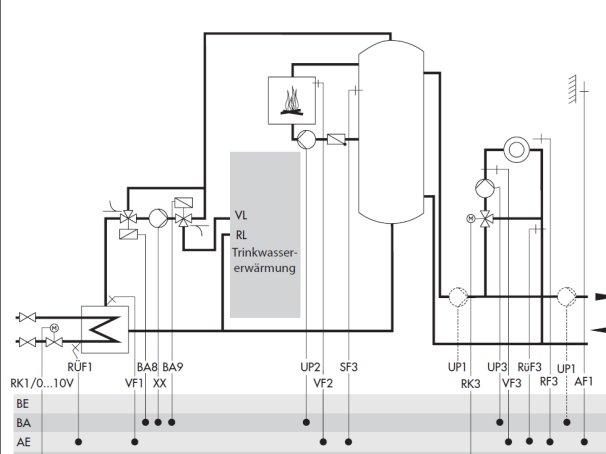 VL
RL
Trinkwasser-
erwärmung
M
M
RÜF1
BA8
BA9
UP2
SF3
UP1
UP3
RüF3
UP1
RK1/0...10V
VF1
XX
VF2
RK3
VF3
RF3
AF1
BE
BA
AE